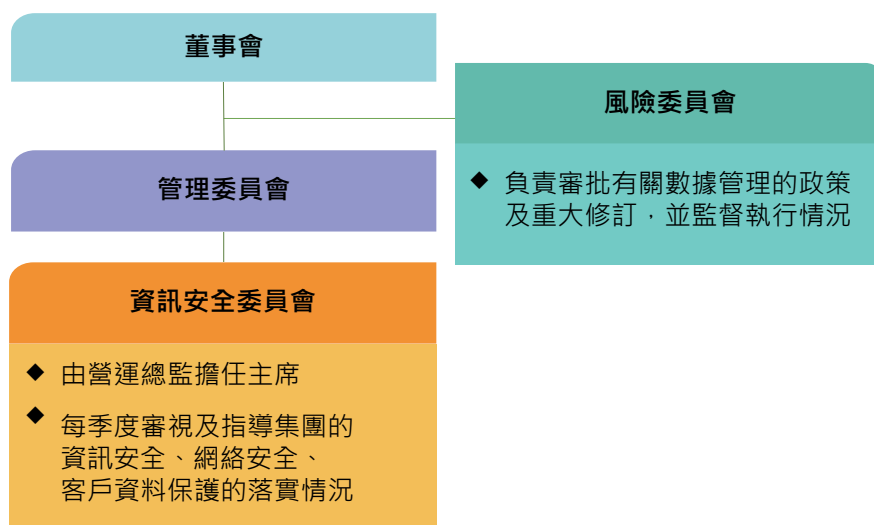 董事會
風險委員會
◆ 負責審批有關數據管理的政策
及重大修訂，並監督執行情況
管理委員會
資訊安全委員會
◆ 由營運總監擔任主席
◆ 每季度審視及指導集團的
資訊安全、網絡安全、
客戶資料保護的落實情況